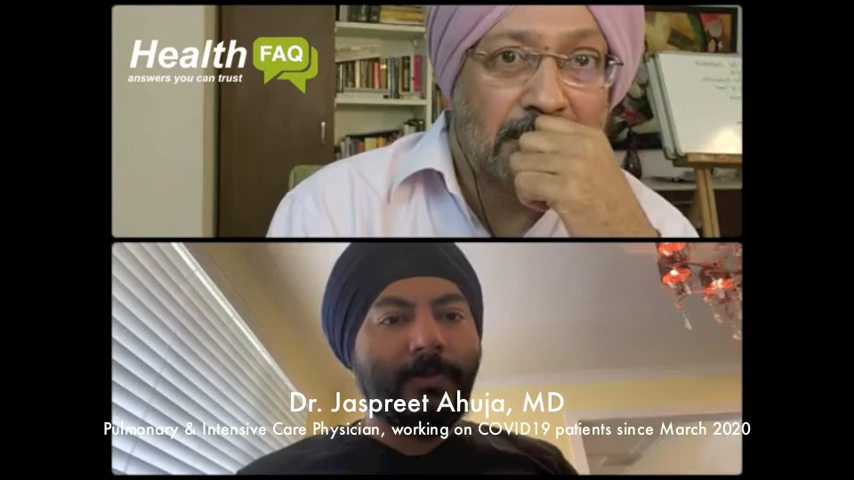 Health FAQ
answers you can trust
Dr. Jaspreet Ahuja, MD
Pulmonary & Intensive Care Physician, working on COVID19 patients since March 2020